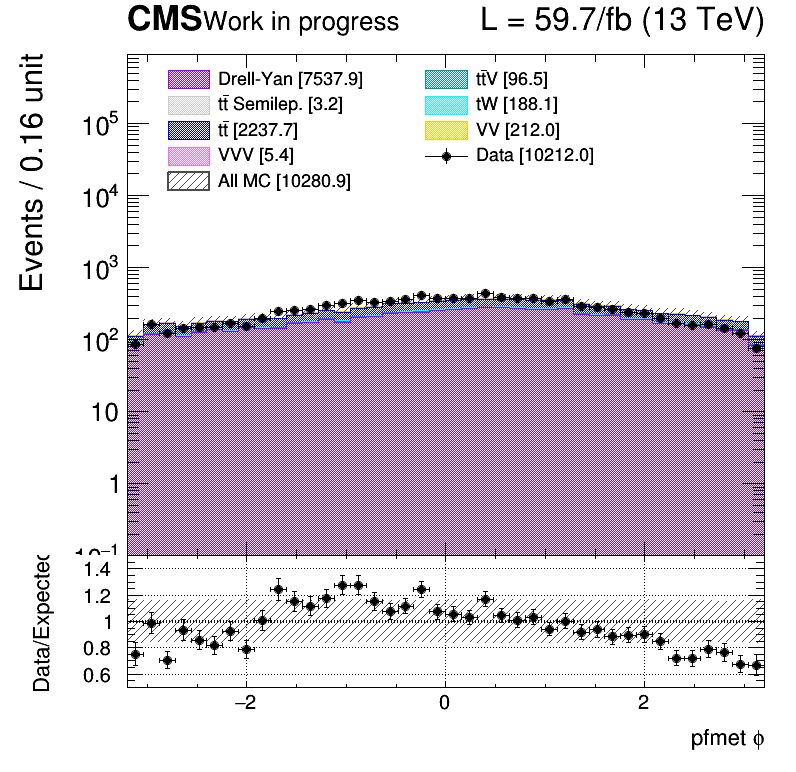 CMS Work in progress L = 59.7/fb (13 TeV)
Events / 0.16 unit
Drell-Yan [7537.9]
tt̄ Semilep. [3.2]
tt̄ [2237.7]
VVV [5.4]
All MC [10280.9]
tt̄V [96.5]
tW [188.1]
VV [212.0]
Data [10212.0]
10⁵
10⁴
10³
10²
10
1
10⁻¹
Data/Expected
1.4
1.2
1
0.8
0.6
−2 0 2
pfmet ϕ